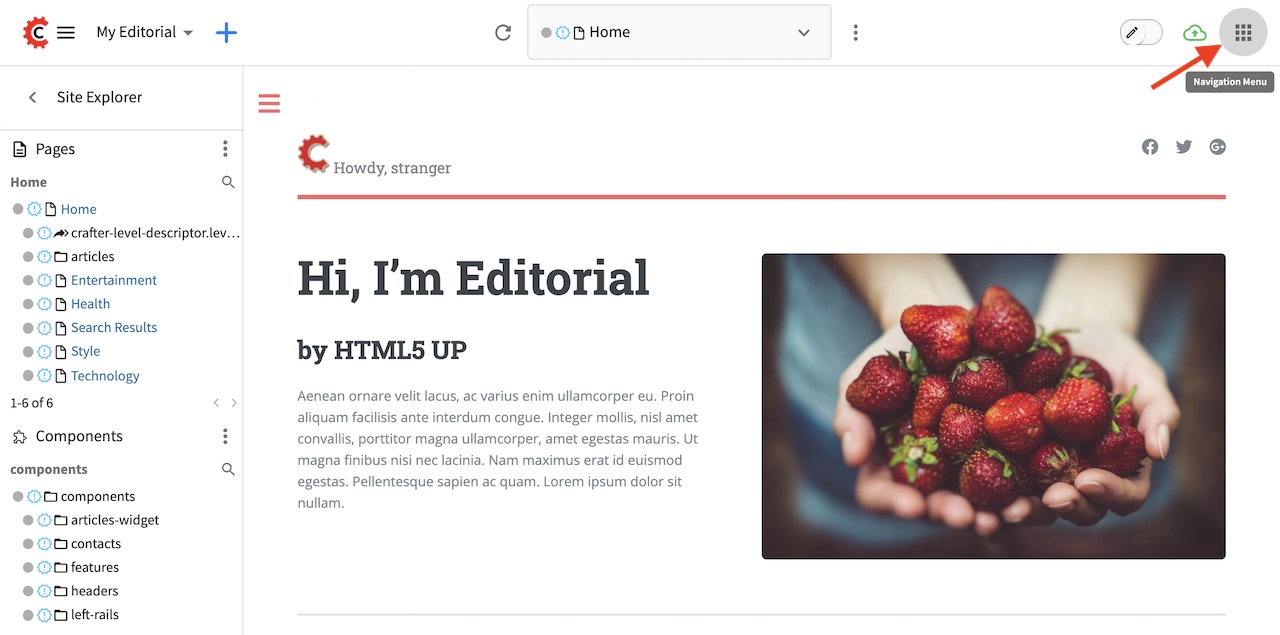 My Editorial
Home
Navigation Menu
Site Explorer
Pages
Home
Home
crafter-level-descriptor.lev…
articles
Entertainment
Health
Search Results
Style
Technology
1-6 of 6
Components
components
components
articles-widget
contacts
features
headers
left-rails
Howdy, stranger
Hi, I’m Editorial
by HTML5 UP
Aenean ornare velit lacus, ac varius enim ullamcorper eu. Proin
aliquam facilisis ante interdum congue. Integer mollis, nisl amet
convallis, porttitor magna ullamcorper, amet egestas mauris. Ut
magna finibus nisi nec lacinia. Nam maximus erat id euismod
egestas. Pellentesque sapien ac quam. Lorem ipsum dolor sit
nullam.